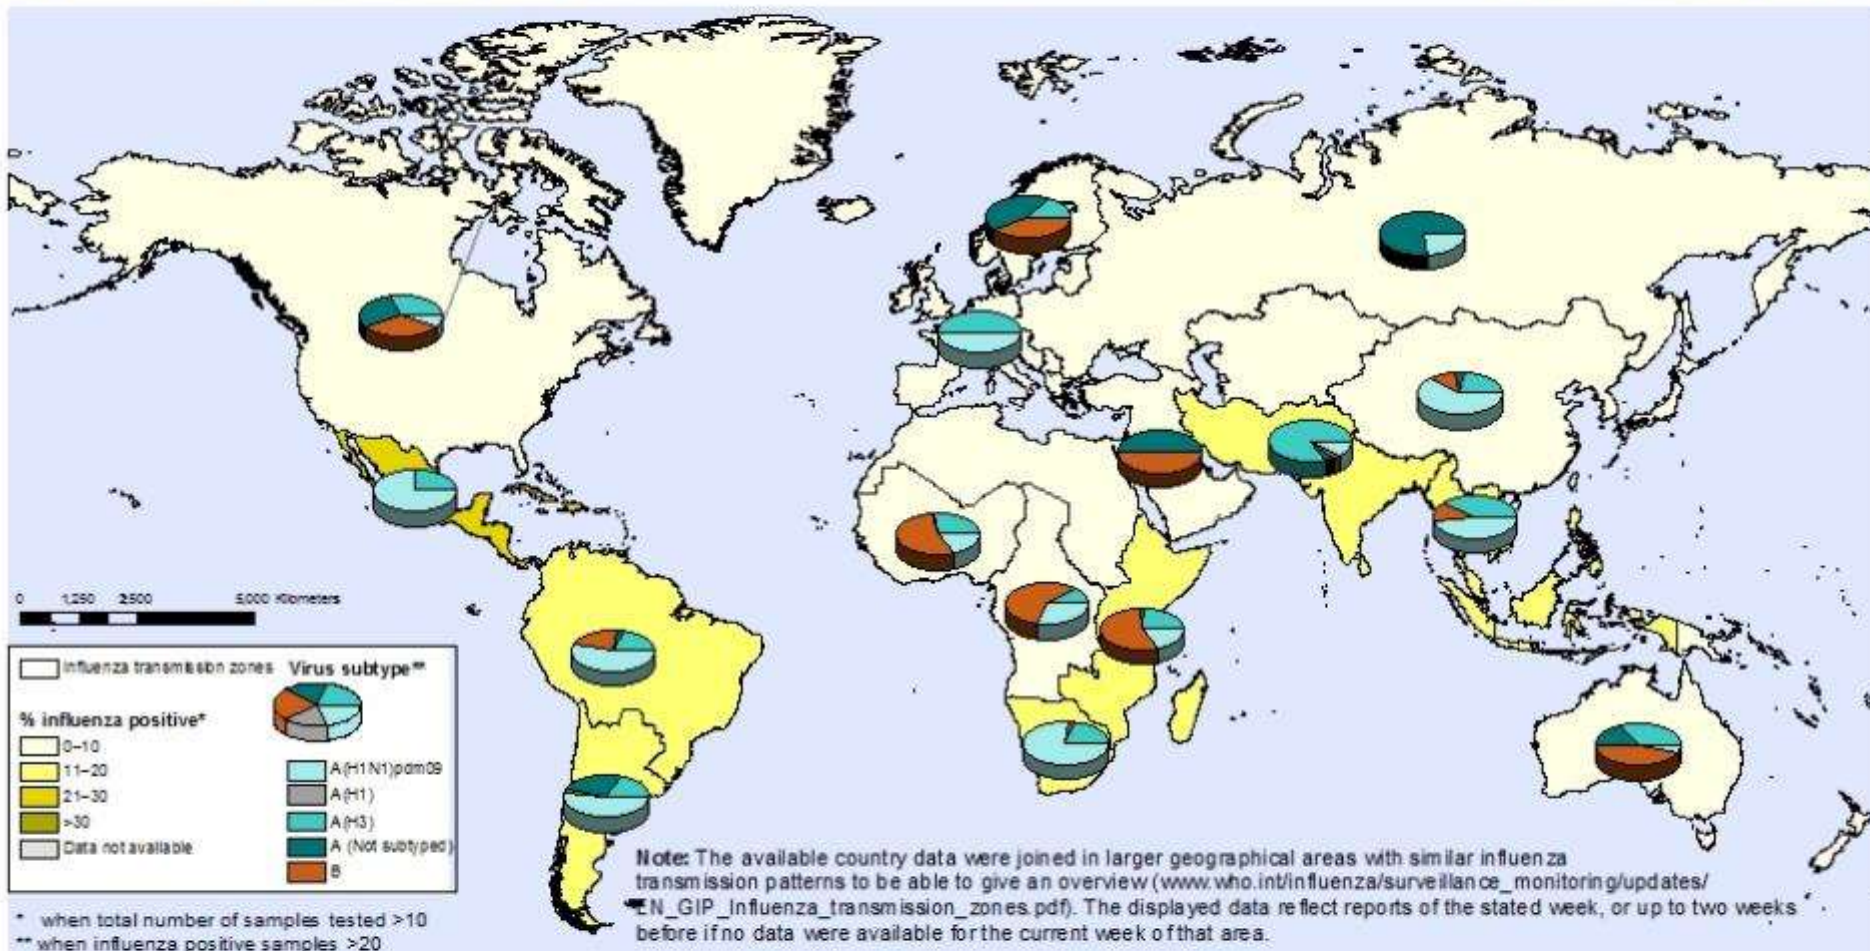 0 1,250 2,500 5,000 Kilometers
Influenza transmission zones
Virus subtype**
% influenza positive*
0–10
11–20
21–30
>30
Data not available
A(H1N1)pdm09
A(H1)
A(H3)
A (Not subtyped)
B
* when total number of samples tested >10
** when influenza positive samples >20
Note: The available country data were joined in larger geographical areas with similar influenza
transmission patterns to be able to give an overview (www.who.int/influenza/surveillance_monitoring/updates/
EN_GIP_Influenza_transmission_zones.pdf). The displayed data reflect reports of the stated week, or up to two weeks
before if no data were available for the current week of that area.